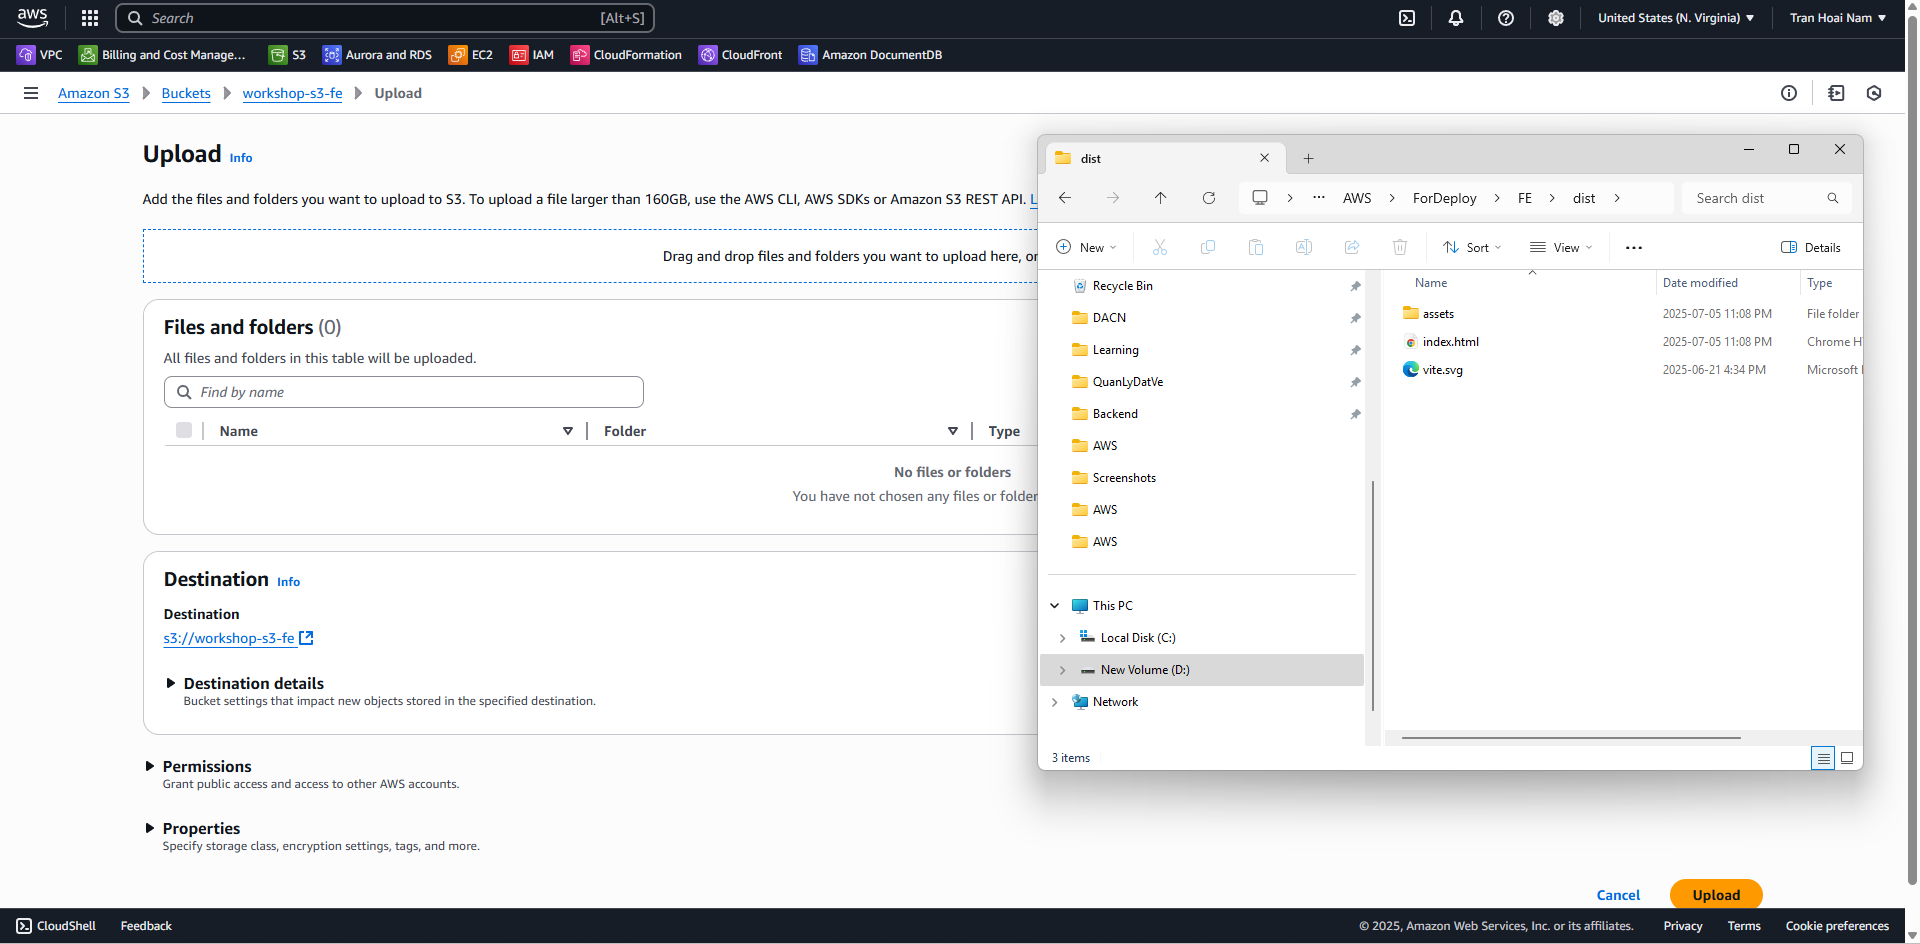 aws
Search
[Alt+S]
United States (N. Virginia)
Tran Hoai Nam
VPC
Billing and Cost Manage...
S3
Aurora and RDS
EC2
IAM
CloudFormation
CloudFront
Amazon DocumentDB
Amazon S3
Buckets
workshop-s3-fe
Upload
Upload Info
Add the files and folders you want to upload to S3. To upload a file larger than 160GB, use the AWS CLI, AWS SDKs or Amazon S3 REST API.
Drag and drop files and folders you want to upload here, or
Files and folders (0)
All files and folders in this table will be uploaded.
Find by name
Name
Folder
Type
No files or folders
You have not chosen any files or folder
Destination Info
Destination
s3://workshop-s3-fe
Destination details
Bucket settings that impact new objects stored in the specified destination.
Permissions
Grant public access and access to other AWS accounts.
Properties
Specify storage class, encryption settings, tags, and more.
Cancel
Upload
dist
AWS
ForDeploy
FE
dist
Search dist
New
Sort
View
Details
Recycle Bin
DACN
Learning
QuanLyDatVe
Backend
AWS
Screenshots
AWS
AWS
This PC
Local Disk (C:)
New Volume (D:)
Network
Name
Date modified
Type
assets
2025-07-05 11:08 PM
File folder
index.html
2025-07-05 11:08 PM
Chrome H
vite.svg
2025-06-21 4:34 PM
Microsoft
3 items
CloudShell
Feedback
© 2025, Amazon Web Services, Inc. or its affiliates.
Privacy
Terms
Cookie preferences